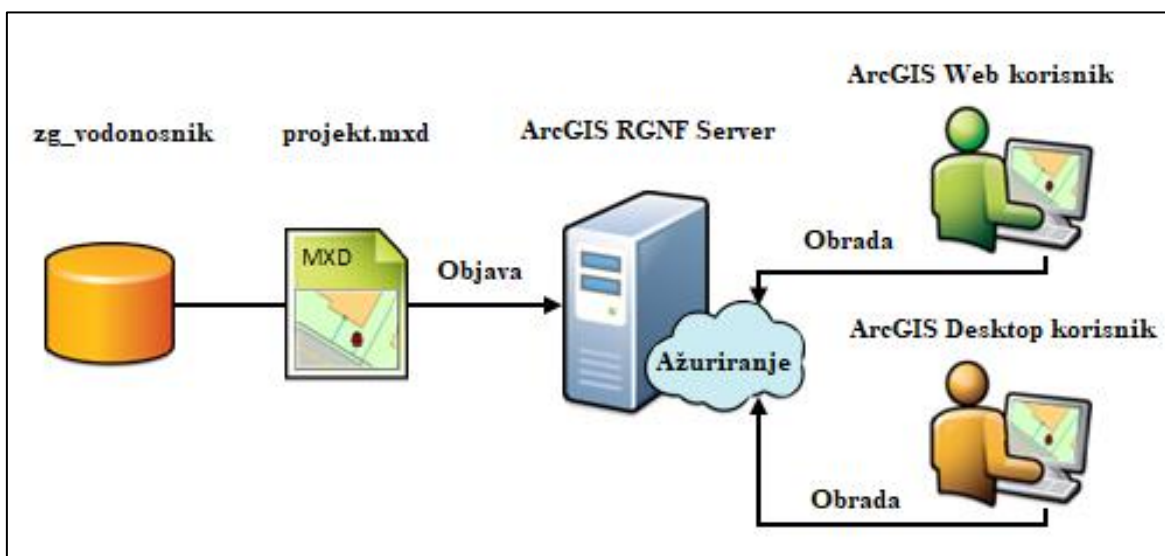 ArcGIS Web korisnik
zg_vodonosnik
projekt.mxd
ArcGIS RGNF Server
MXD
Objava
Obrada
Ažuriranje
ArcGIS Desktop korisnik
Obrada